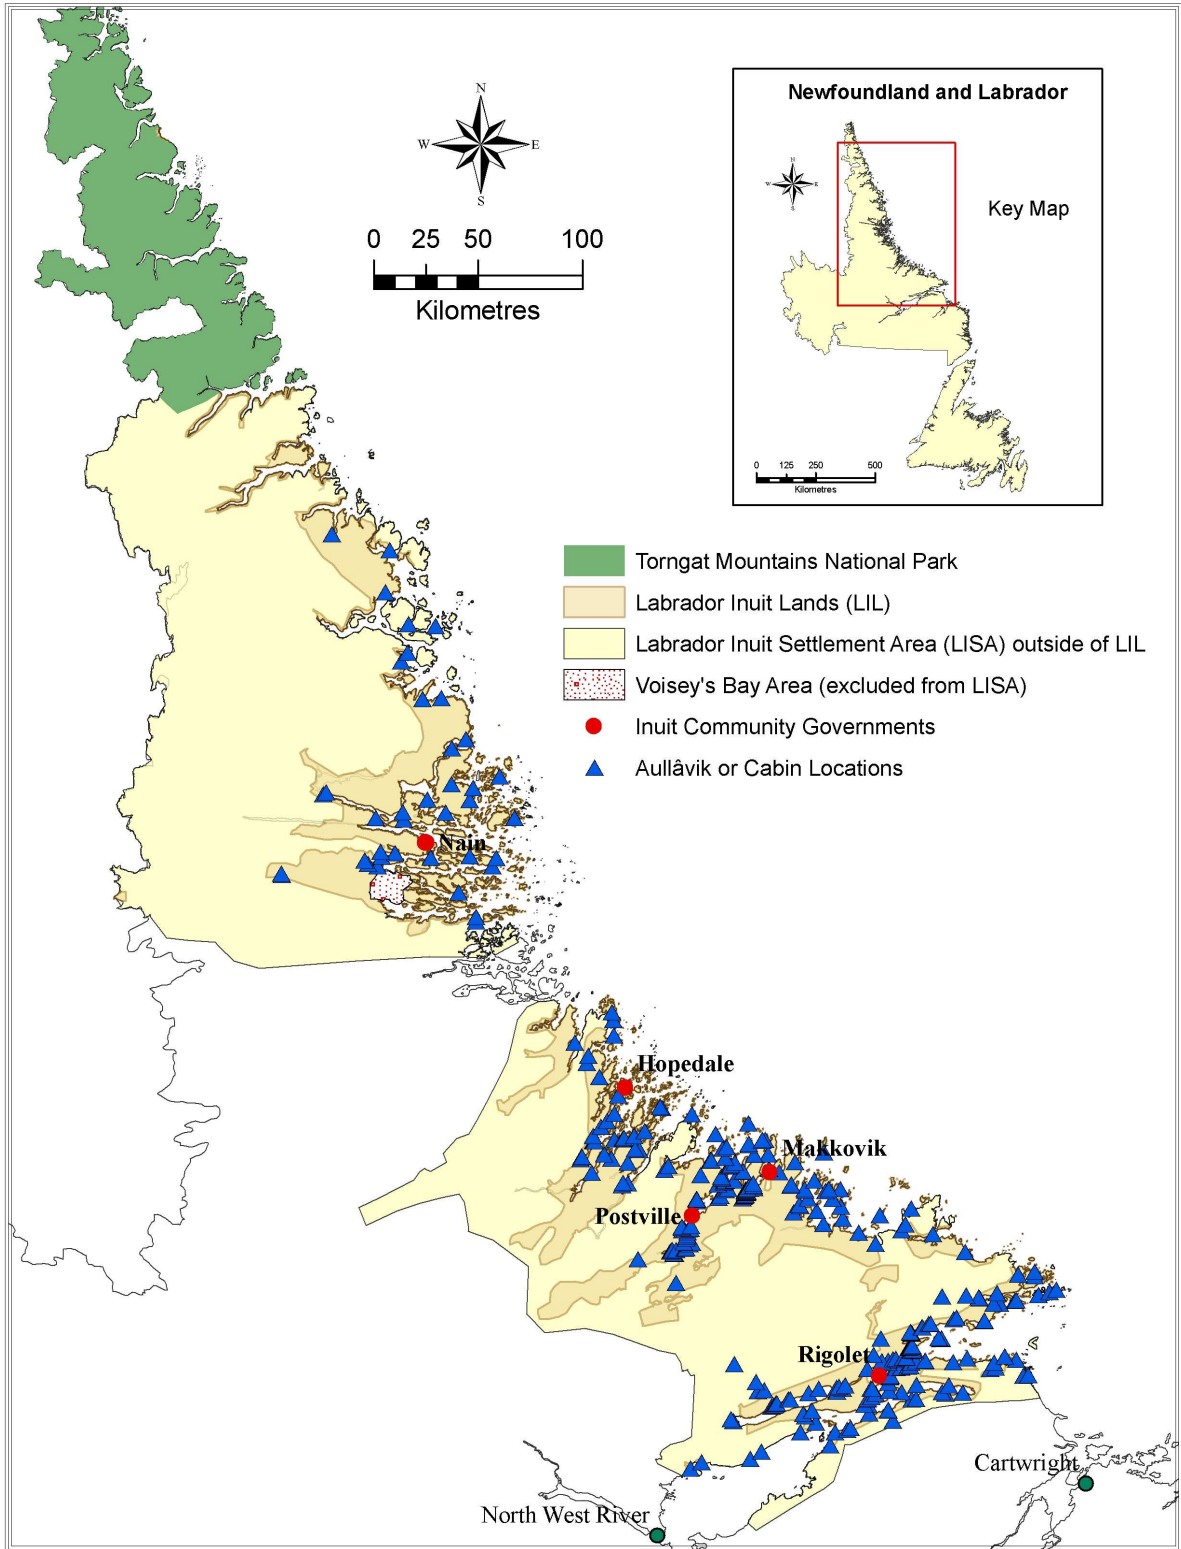 N
W E
S
0 25 50 100
Kilometres
Newfoundland and Labrador
N
W E
S
Key Map
0 125 250 500
Kilometres
Torngat Mountains National Park
Labrador Inuit Lands (LIL)
Labrador Inuit Settlement Area (LISA) outside of LIL
Voisey's Bay Area (excluded from LISA)
Inuit Community Governments
Aullâvik or Cabin Locations
Nain
Hopedale
Makkovik
Postville
Rigolet
Cartwright
North West River